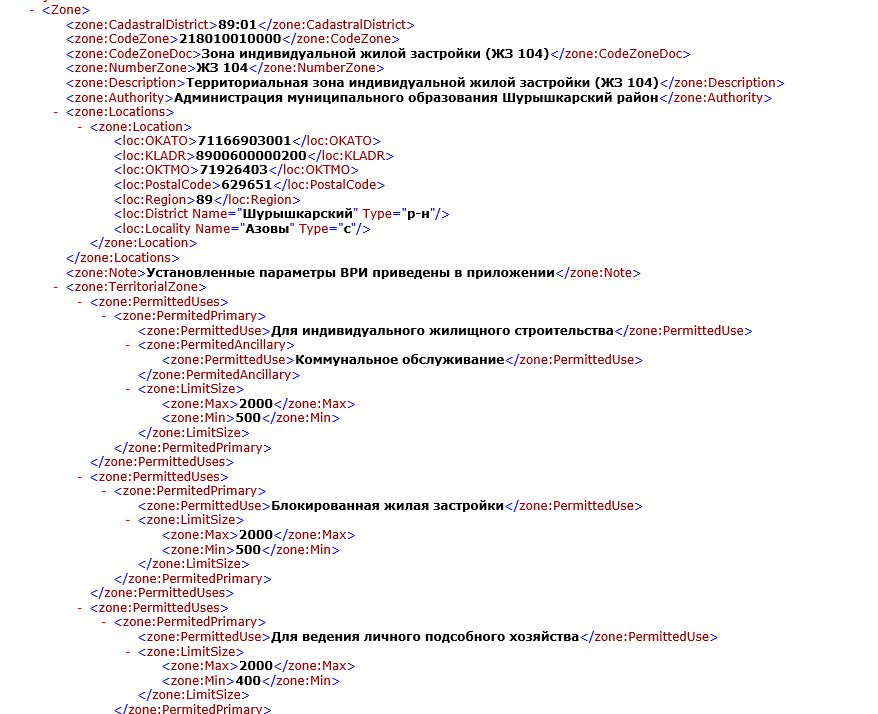 - <Zone>
<zone:CadastralDistrict>89:01</zone:CadastralDistrict>
<zone:CodeZone>218010010000</zone:CodeZone>
<zone:CodeZoneDoc>Зона индивидуальной жилой застройки (ЖЗ 104)</zone:CodeZoneDoc>
<zone:NumberZone>ЖЗ 104</zone:NumberZone>
<zone:Description>Территориальная зона индивидуальной жилой застройки (ЖЗ 104)</zone:Description>
<zone:Authority>Администрация муниципального образования Шурышкарский район</zone:Authority>
- <zone:Locations>
- <zone:Location>
<loc:OKATO>71166903001</loc:OKATO>
<loc:KLADR>8900600000200</loc:KLADR>
<loc:OKTMO>71926403</loc:OKTMO>
<loc:PostalCode>629651</loc:PostalCode>
<loc:Region>89</loc:Region>
<loc:District Name="Шурышкарский" Type="р-н"/>
<loc:Locality Name="Азовы" Type="с"/>
</zone:Location>
</zone:Locations>
<zone:Note>Установленные параметры ВРИ приведены в приложении</zone:Note>
- <zone:TerritorialZone>
- <zone:PermittedUses>
- <zone:PermitedPrimary>
<zone:PermittedUse>Для индивидуального жилищного строительства</zone:PermittedUse>
- <zone:PermitedAncillary>
<zone:PermittedUse>Коммунальное обслуживание</zone:PermittedUse>
</zone:PermitedAncillary>
- <zone:LimitSize>
<zone:Max>2000</zone:Max>
<zone:Min>500</zone:Min>
</zone:LimitSize>
</zone:PermitedPrimary>
</zone:PermittedUses>
- <zone:PermittedUses>
- <zone:PermitedPrimary>
<zone:PermittedUse>Блокированная жилая застройки</zone:PermittedUse>
- <zone:LimitSize>
<zone:Max>2000</zone:Max>
<zone:Min>500</zone:Min>
</zone:LimitSize>
</zone:PermitedPrimary>
</zone:PermittedUses>
- <zone:PermittedUses>
- <zone:PermitedPrimary>
<zone:PermittedUse>Для ведения личного подсобного хозяйства</zone:PermittedUse>
- <zone:LimitSize>
<zone:Max>2000</zone:Max>
<zone:Min>400</zone:Min>
</zone:LimitSize>
</zone:PermitedPrimary>